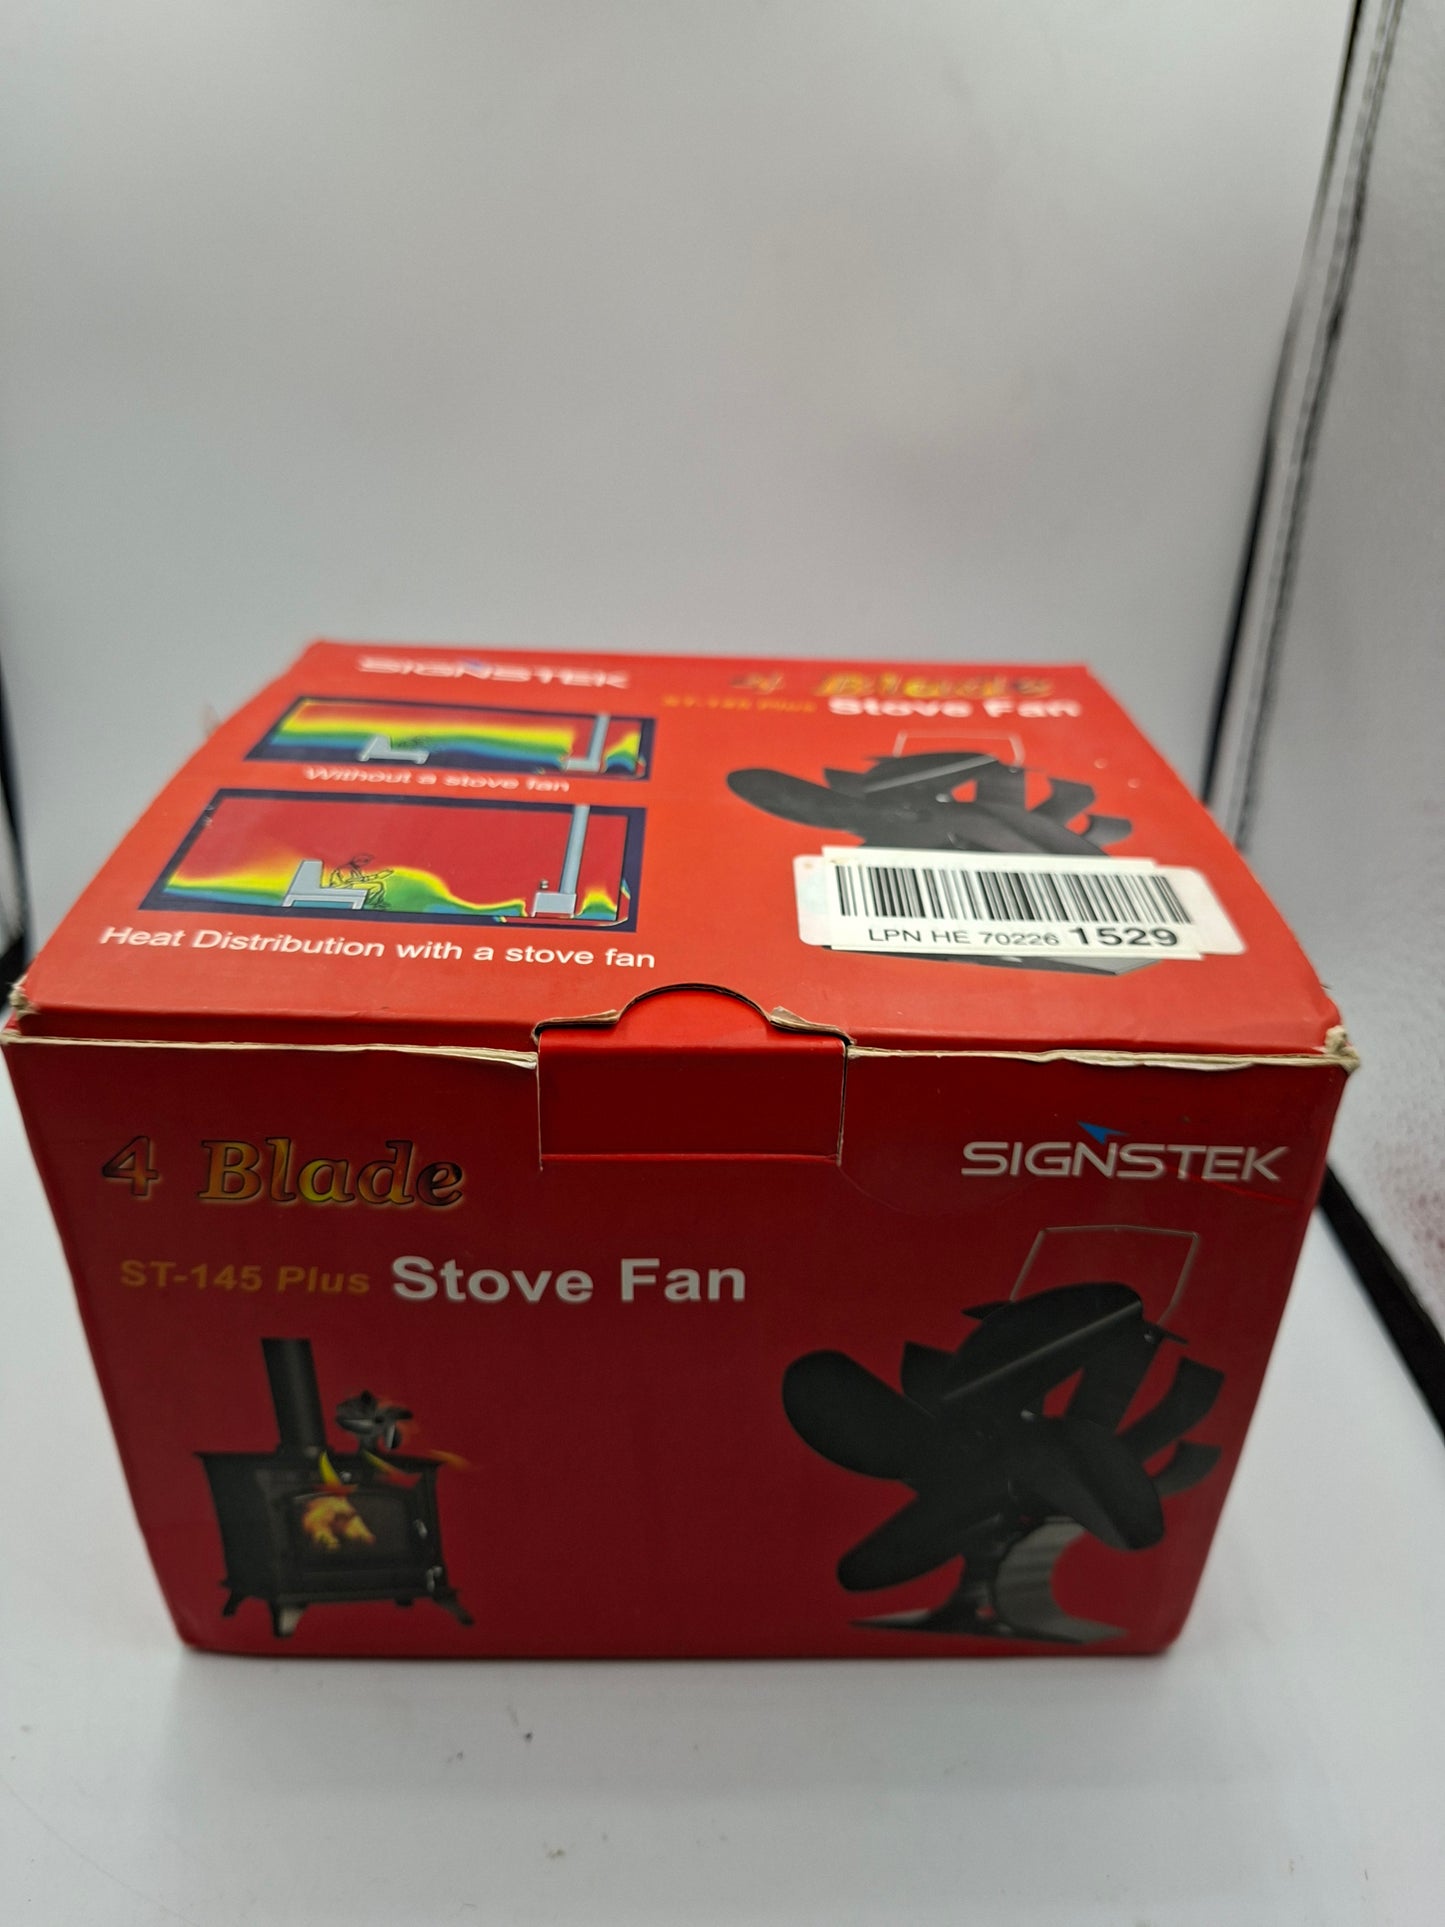 SIGNSTEK
4 Blade
ST-145 Plus Stove Fan
Without a stove fan
Heat Distribution with a stove fan
LPN HE 70226 1529
4 Blade
SIGNSTEK
ST-145 Plus Stove Fan